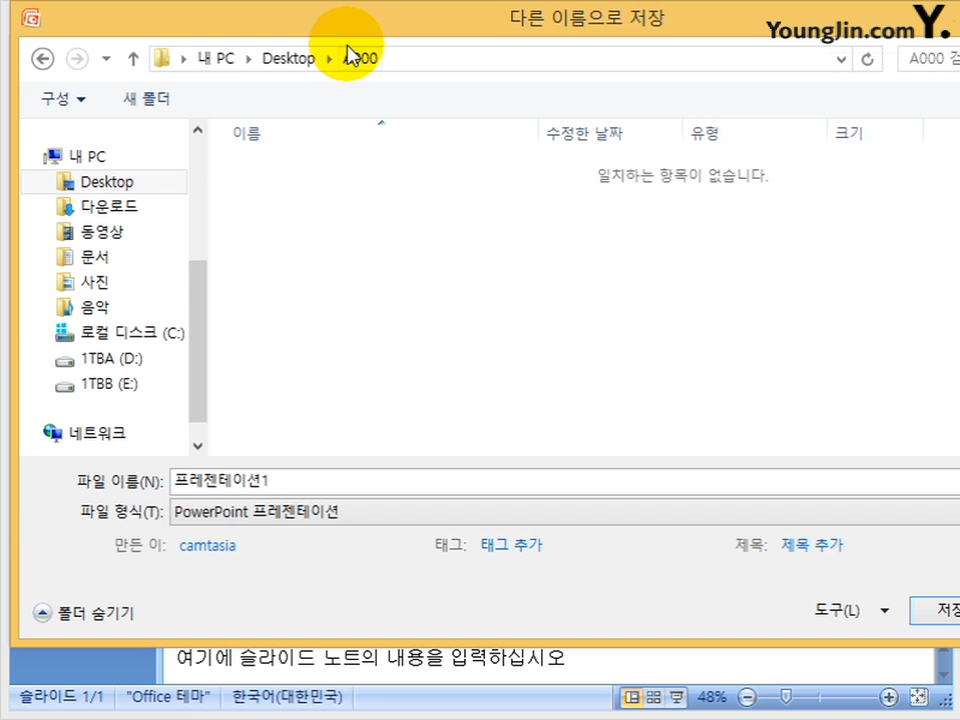 다른 이름으로 저장
YoungJin.com Y.
내 PC Desktop A000
A000 검
구성 새 폴더
이름 수정한 날짜 유형 크기
일치하는 항목이 없습니다.
내 PC
Desktop
다운로드
동영상
문서
사진
음악
로컬 디스크 (C:)
1TBA (D:)
1TBB (E:)
네트워크
파일 이름(N): 프레젠테이션1
파일 형식(T): PowerPoint 프레젠테이션
만든 이: camtasia 태그: 태그 추가 제목: 제목 추가
폴더 숨기기 도구(L) 저장
여기에 슬라이드 노트의 내용을 입력하십시오
슬라이드 1/1 "Office 테마" 한국어(대한민국) 48%